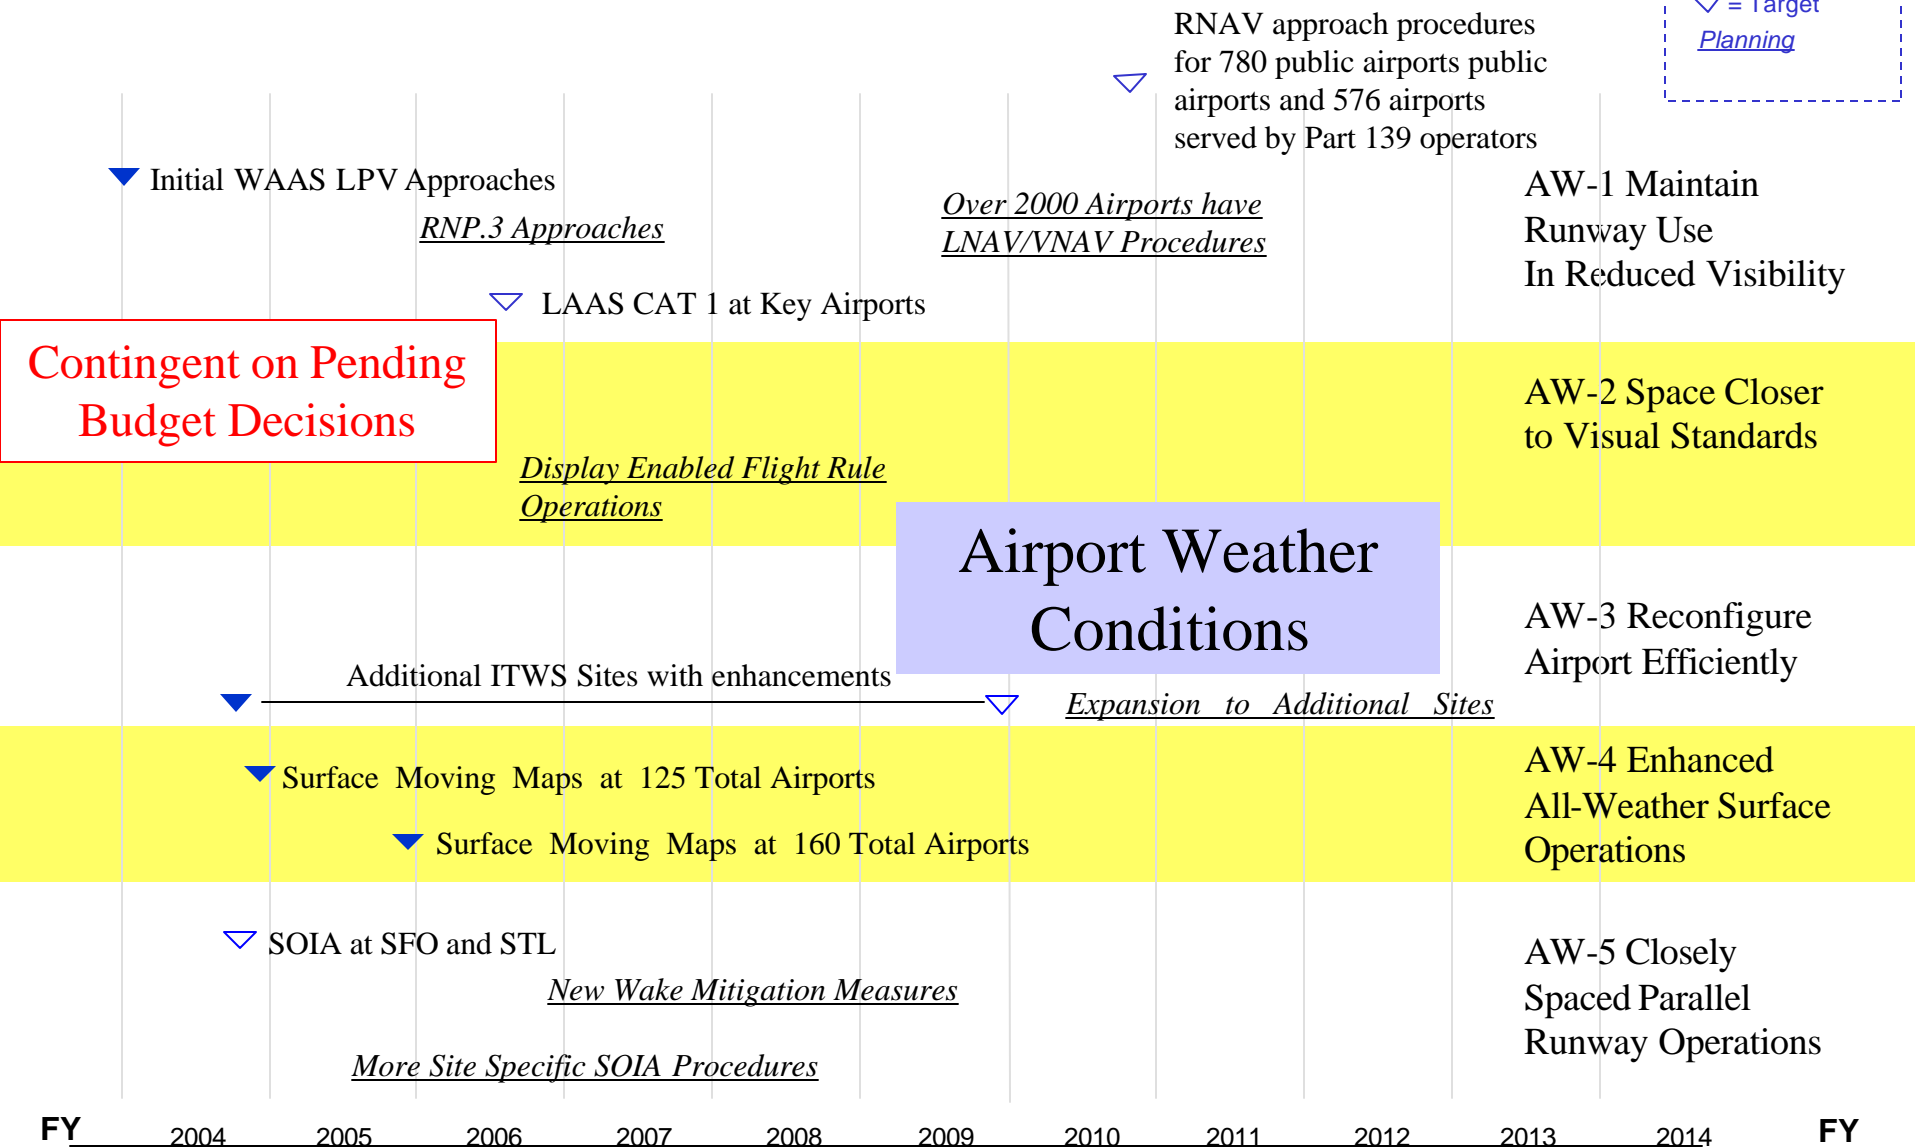 = Target
Planning
RNAV approach procedures
for 780 public airports public
airports and 576 airports
served by Part 139 operators
Initial WAAS LPV Approaches
RNP.3 Approaches
Over 2000 Airports have
LNAV/VNAV Procedures
AW-1 Maintain
Runway Use
In Reduced Visibility
LAAS CAT 1 at Key Airports
Contingent on Pending
Budget Decisions
AW-2 Space Closer
to Visual Standards
Display Enabled Flight Rule
Operations
Airport Weather
Conditions
AW-3 Reconfigure
Airport Efficiently
Additional ITWS Sites with enhancements
Expansion to Additional Sites
Surface Moving Maps at 125 Total Airports
Surface Moving Maps at 160 Total Airports
AW-4 Enhanced
All-Weather Surface
Operations
SOIA at SFO and STL
New Wake Mitigation Measures
More Site Specific SOIA Procedures
AW-5 Closely
Spaced Parallel
Runway Operations
FY 2004 2005 2006 2007 2008 2009 2010 2011 2012 2013 2014 FY